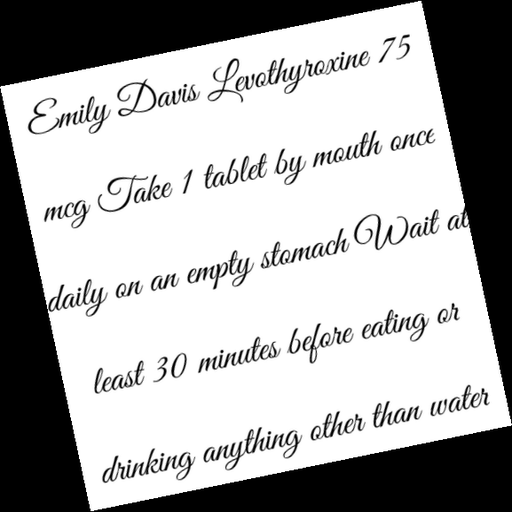 Emily Davis Levothyroxine 75
mcg Take 1 tablet by mouth once
daily on an empty stomach Wait at
least 30 minutes before eating or
drinking anything other than water